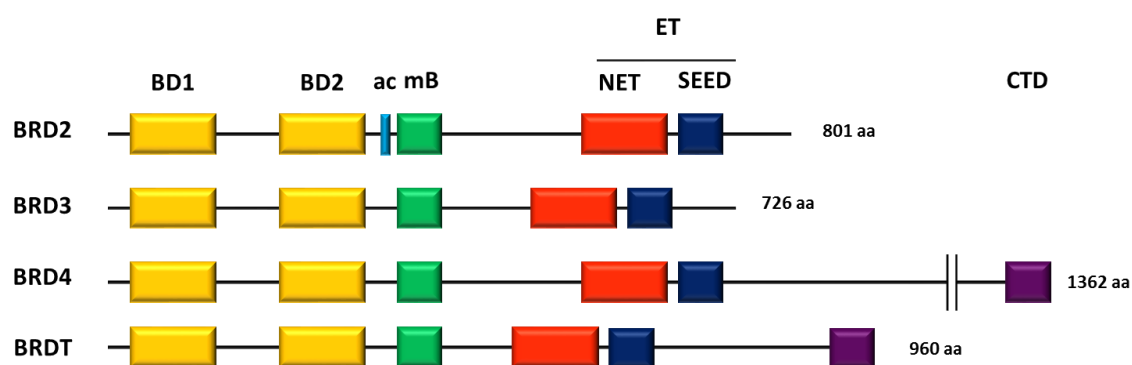 ET
BD1 BD2 ac mB NET SEED CTD
BRD2 801 aa
BRD3 726 aa
BRD4 1362 aa
BRDT 960 aa